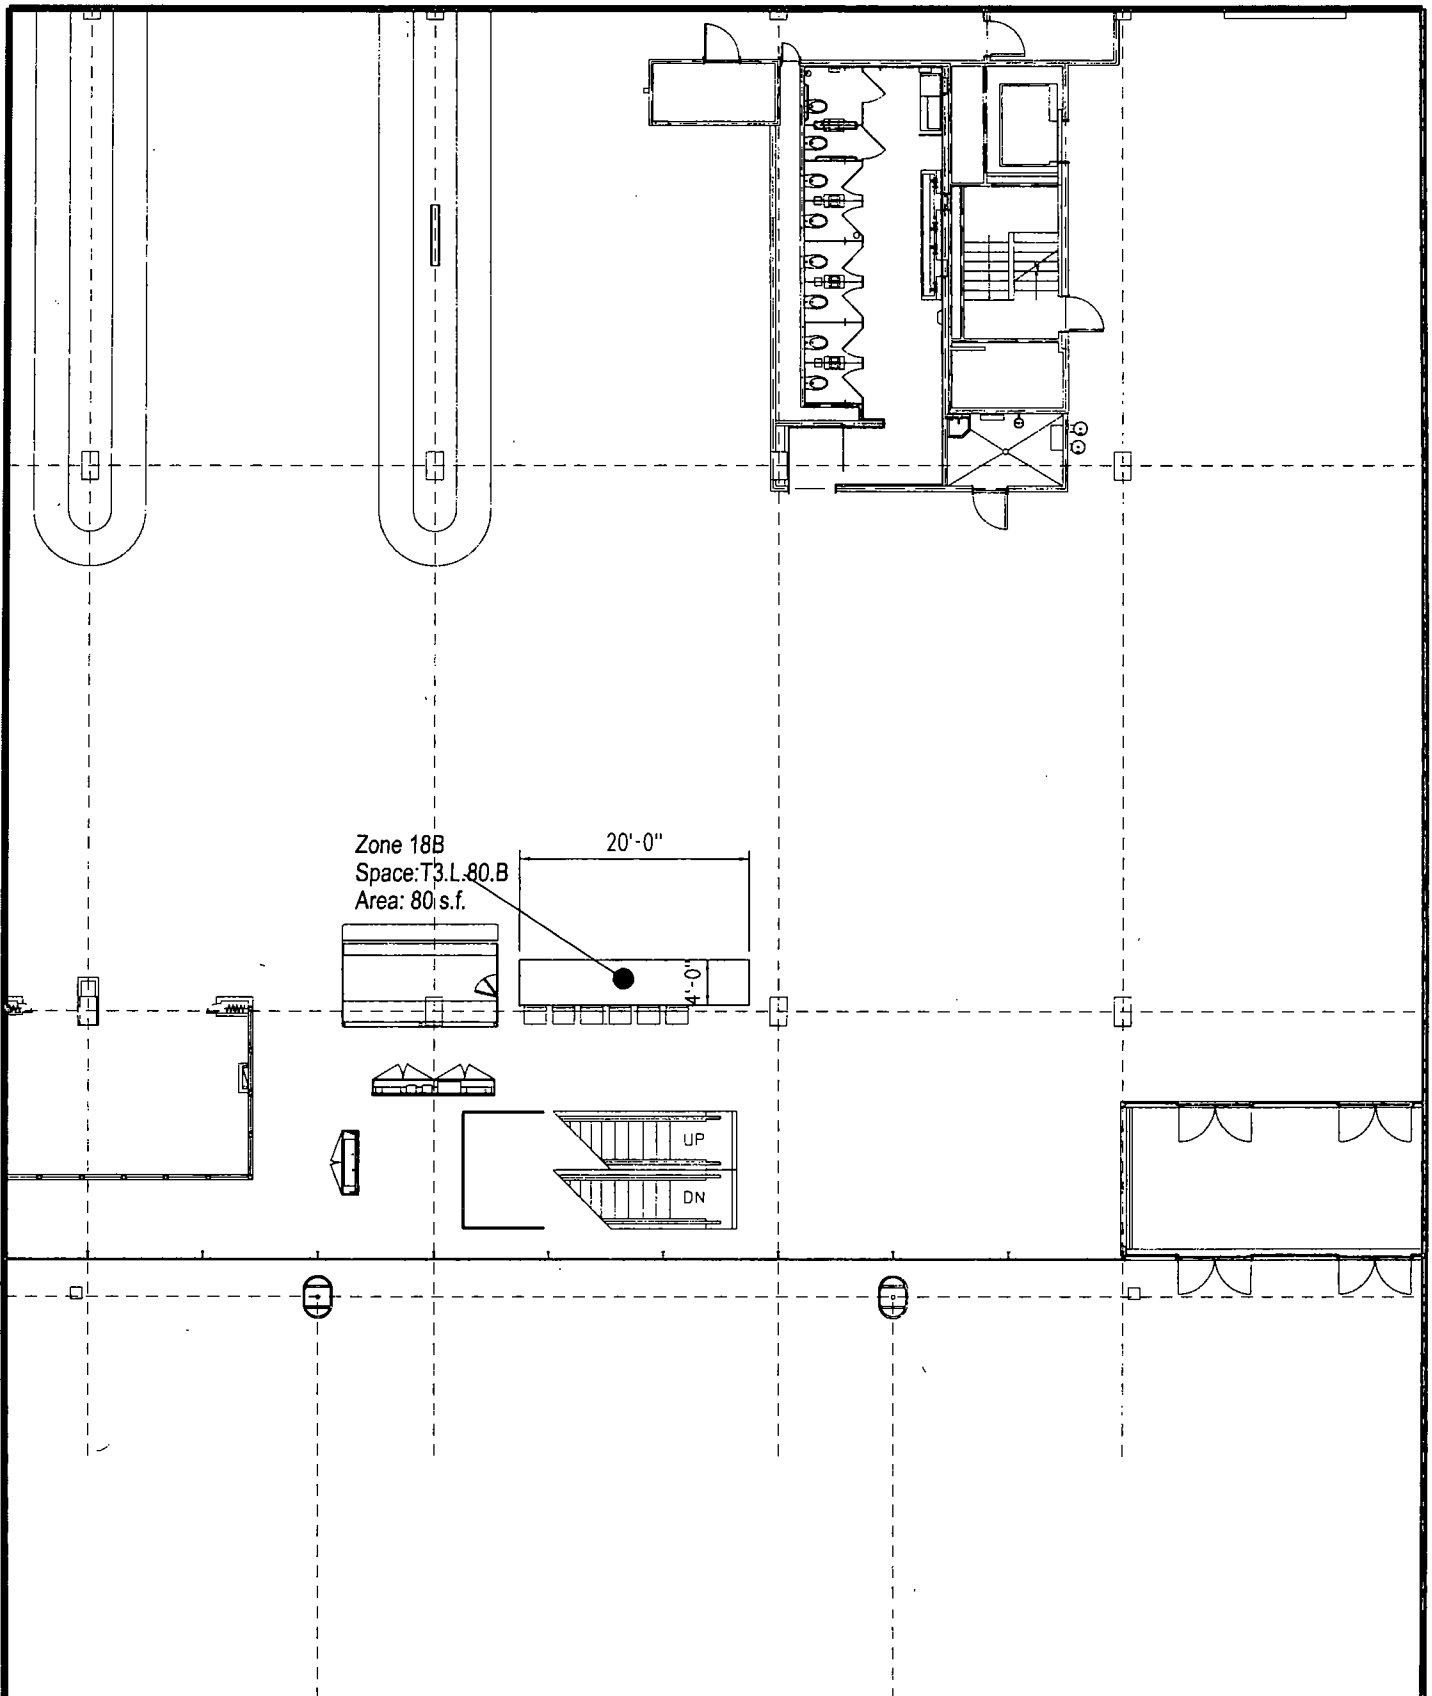 Zone 18B
Space:T3.L.80.B
Area: 80 s.f.
20'-0"
4'-0"
UP
DN